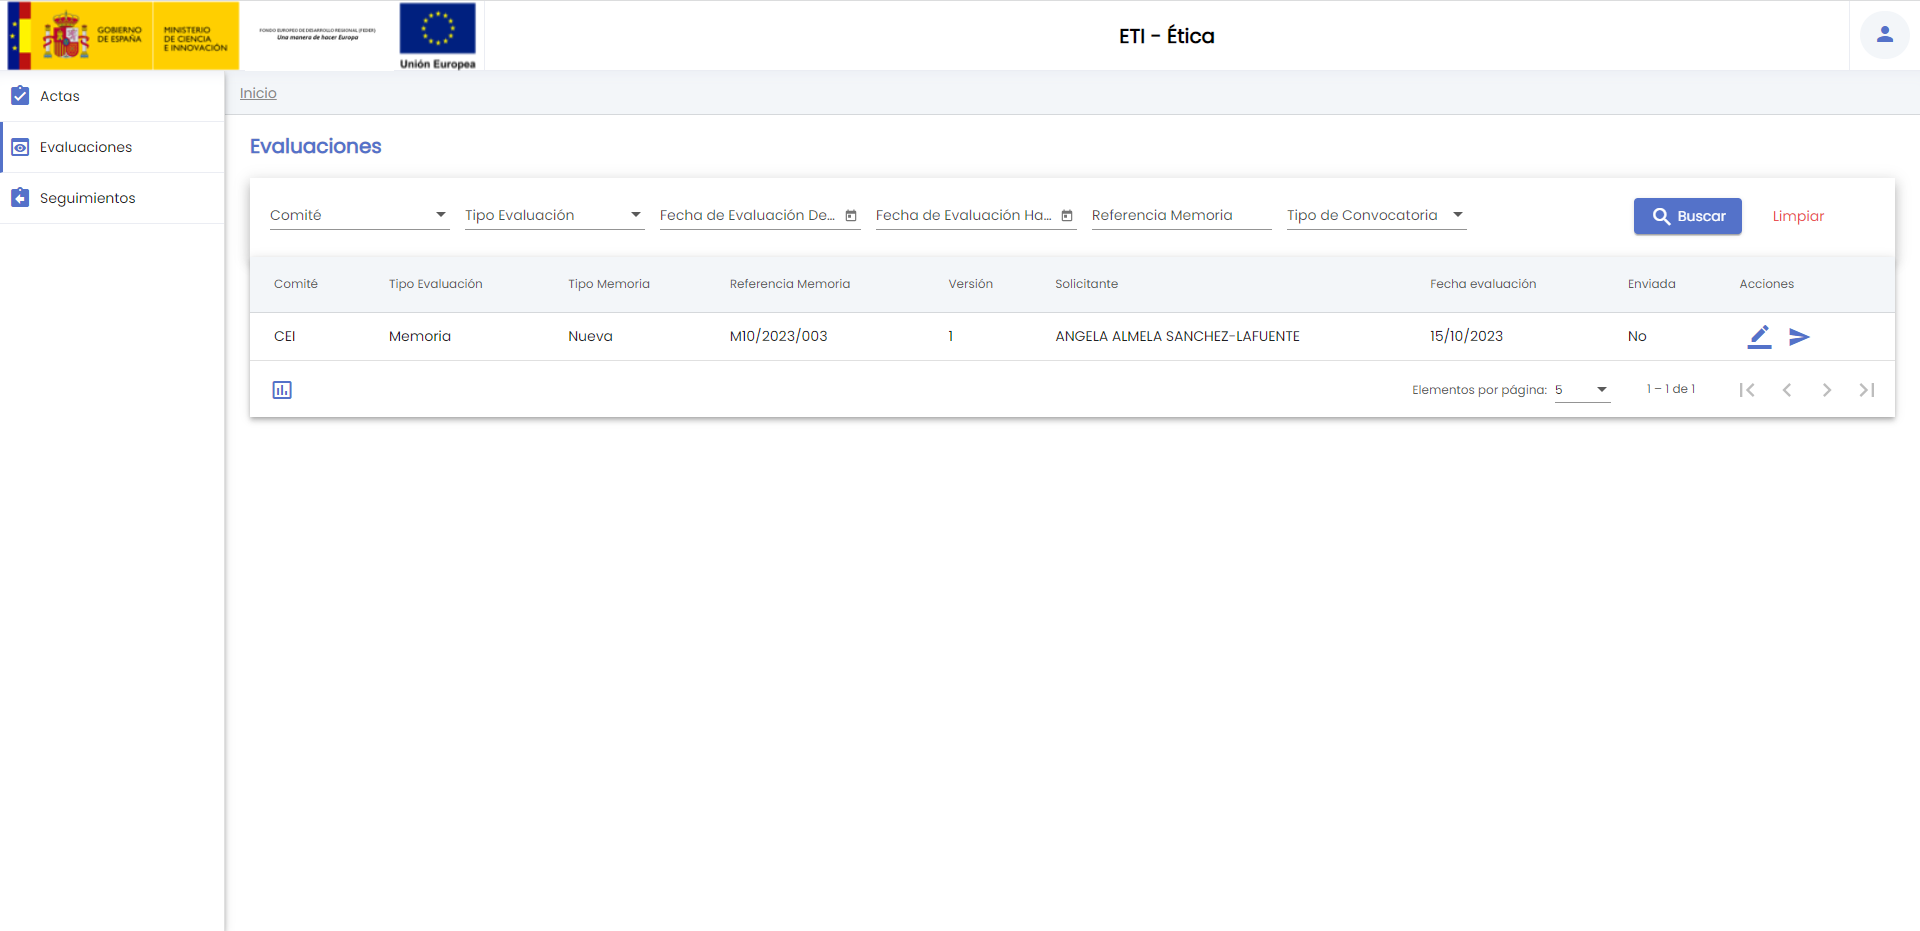 GOBIERNO
DE ESPAÑA
MINISTERIO
DE CIENCIA
E INNOVACIÓN
FONDO EUROPEO DE DESARROLLO REGIONAL (FEDER)
Una manera de hacer Europa
Unión Europea
ETI - Ética
Actas
Evaluaciones
Seguimientos
Inicio
Evaluaciones
Comité Tipo Evaluación Fecha de Evaluación De... Fecha de Evaluación Ha... Referencia Memoria Tipo de Convocatoria Buscar Limpiar
Comité Tipo Evaluación Tipo Memoria Referencia Memoria Versión Solicitante Fecha evaluación Enviada Acciones
CEI Memoria Nueva M10/2023/003 1 ANGELA ALMELA SANCHEZ-LAFUENTE 15/10/2023 No
Elementos por página: 5 1 – 1 de 1